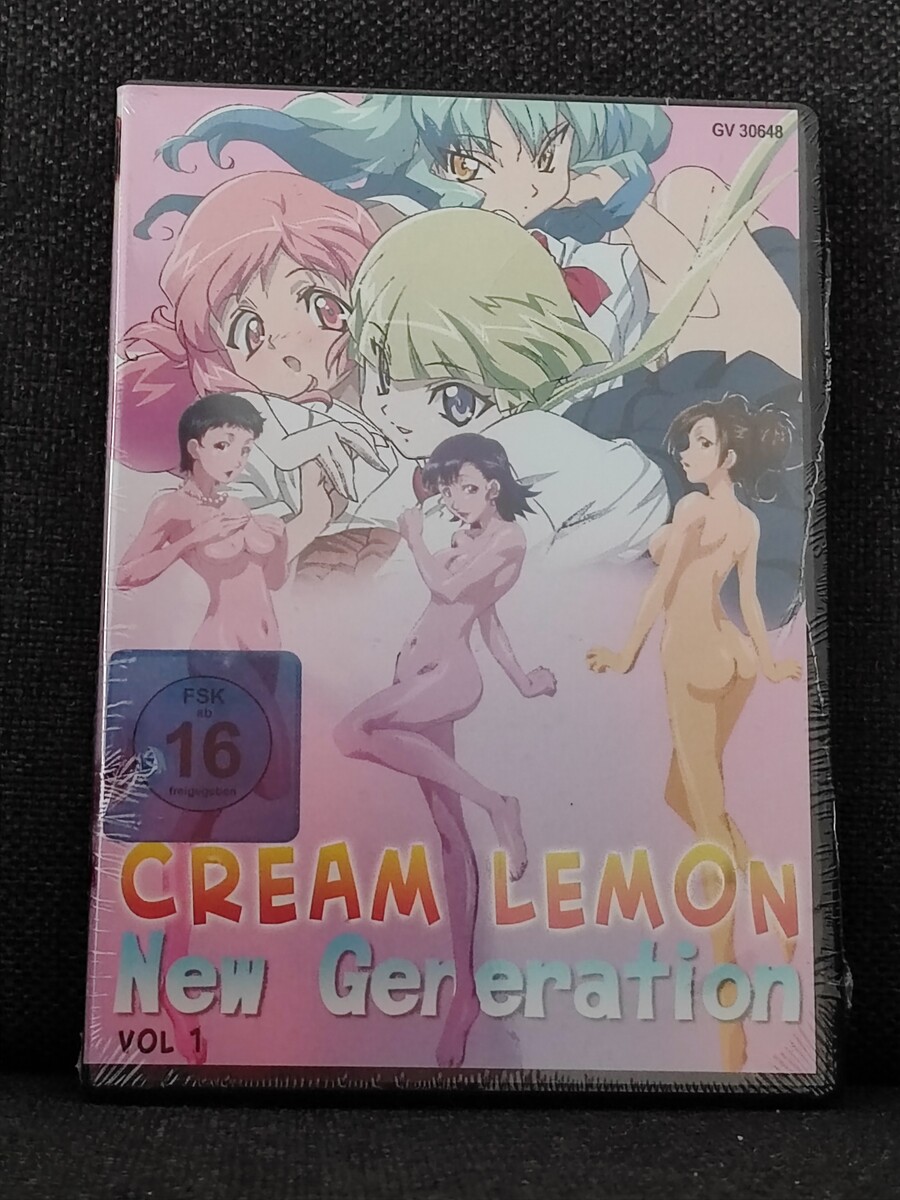 GV 30648
FSK
ab
16
freigegeben
CREAM LEMON
New Generation
VOL 1